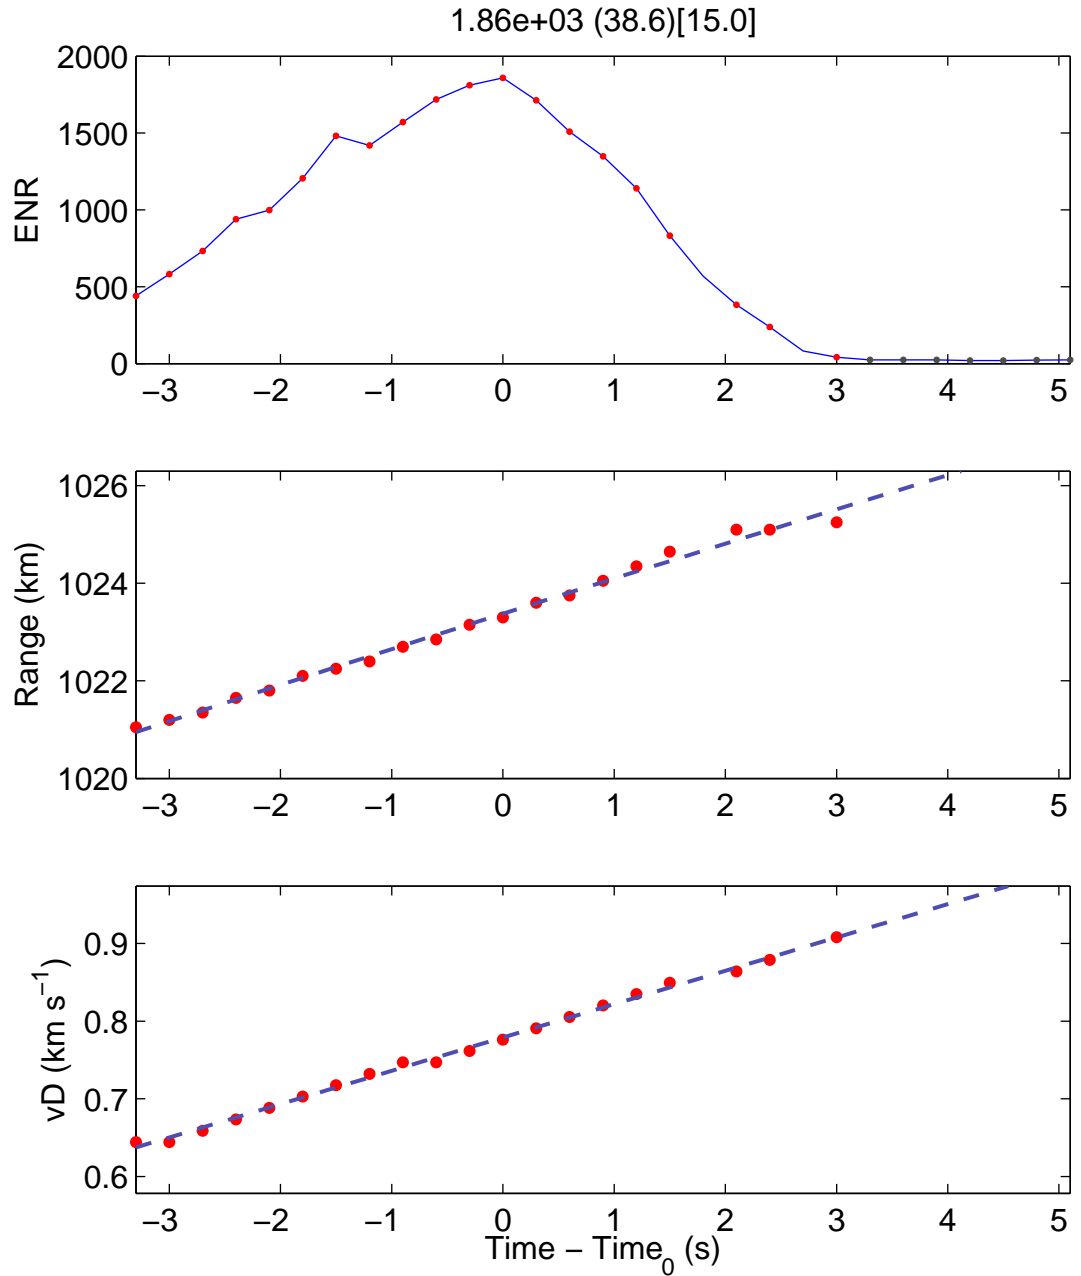 1.86e+03 (38.6)[15.0]
2000
1500
1000
500
0
ENR
−3 −2 −1 0 1 2 3 4 5
1026
1024
1022
1020
Range (km)
−3 −2 −1 0 1 2 3 4 5
0.9
0.8
0.7
0.6
vD (km s−1)
−3 −2 −1 0 1 2 3 4 5
Time − Time0 (s)